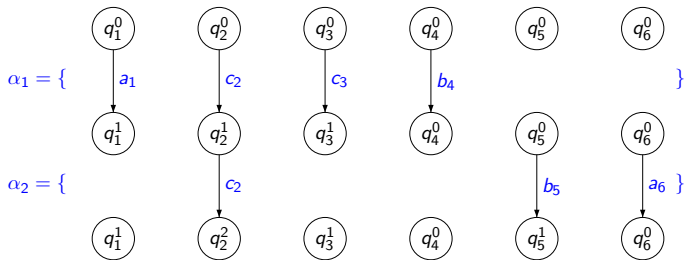 q_1^0 q_2^0 q_3^0 q_4^0 q_5^0 q_6^0
α_1 = { a_1 c_2 c_3 b_4 }
q_1^1 q_2^1 q_3^1 q_4^0 q_5^0 q_6^0
α_2 = { c_2 b_5 a_6 }
q_1^1 q_2^2 q_3^1 q_4^0 q_5^1 q_6^0